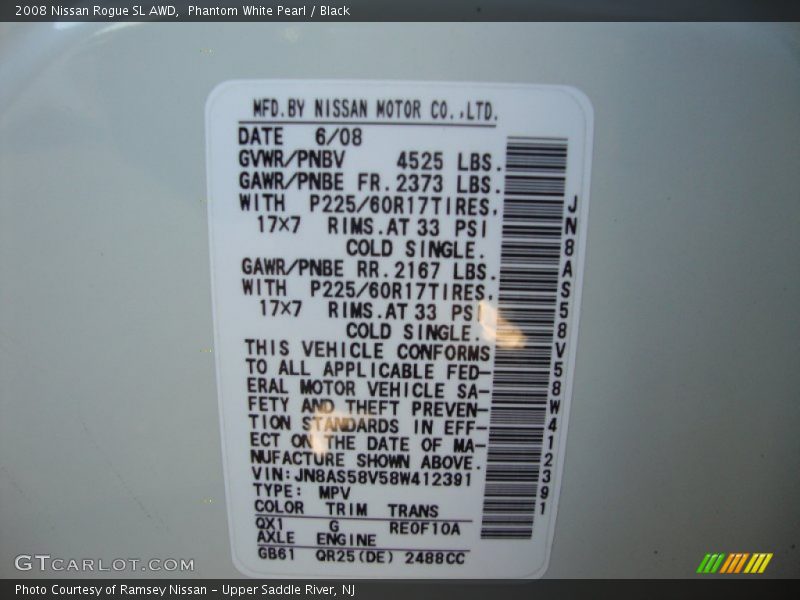 2008 Nissan Rogue SL AWD, Phantom White Pearl / Black
MFD.BY NISSAN MOTOR CO.,LTD.
DATE 6/08
GVWR/PNBV 4525 LBS.
GAWR/PNBE FR. 2373 LBS.
WITH P225/60R17TIRES,
17×7 RIMS.AT 33 PSI
COLD SINGLE.
GAWR/PNBE RR. 2167 LBS.
WITH P225/60R17TIRES,
17×7 RIMS.AT 33 PSI
COLD SINGLE.
THIS VEHICLE CONFORMS
TO ALL APPLICABLE FED-
ERAL MOTOR VEHICLE SA-
FETY AND THEFT PREVEN-
TION STANDARDS IN EFF-
ECT ON THE DATE OF MA-
NUFACTURE SHOWN ABOVE.
VIN:JN8AS58V58W412391
TYPE: MPV
COLOR TRIM TRANS
QX1 G RE0F10A
AXLE ENGINE
GB61 QR25(DE) 2488CC
JN8AS58V58W412391
GTCARLOT.COM
Photo Courtesy of Ramsey Nissan - Upper Saddle River, NJ